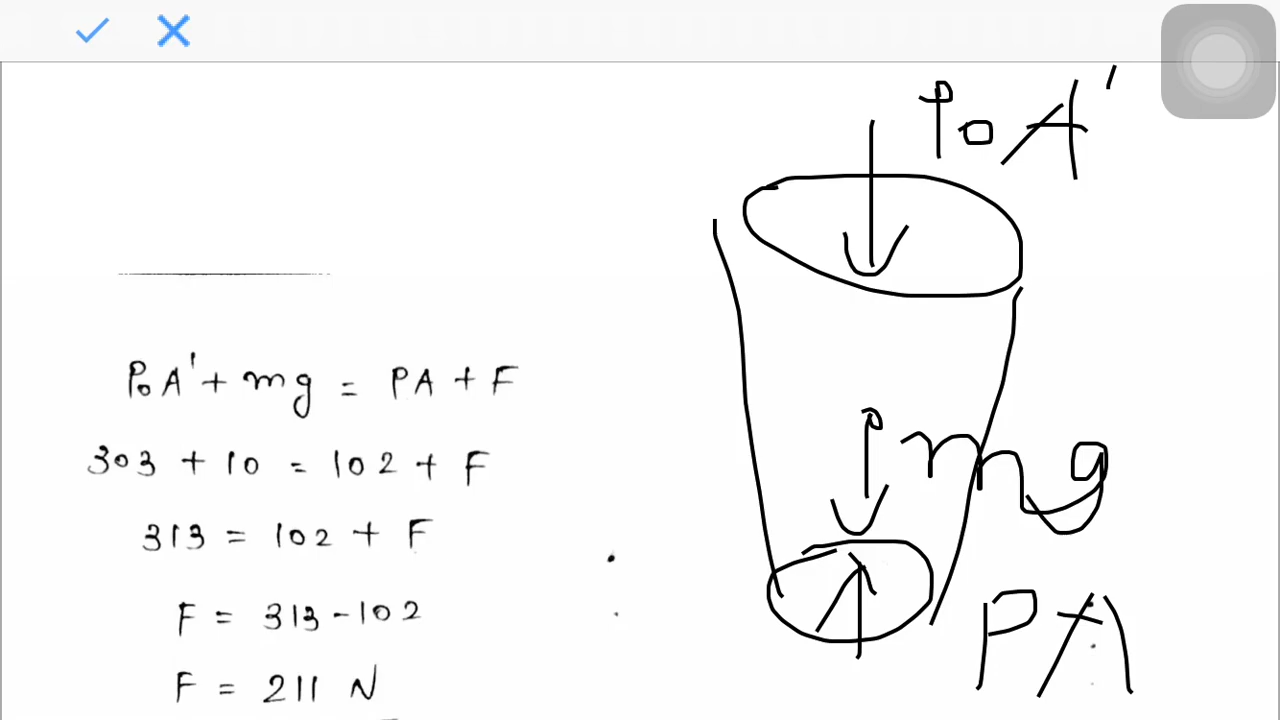 P₀A' + mg = PA + F
303 + 10 = 102 + F
313 = 102 + F
F = 313 - 102
F = 211 N
P₀A'
mg
PA